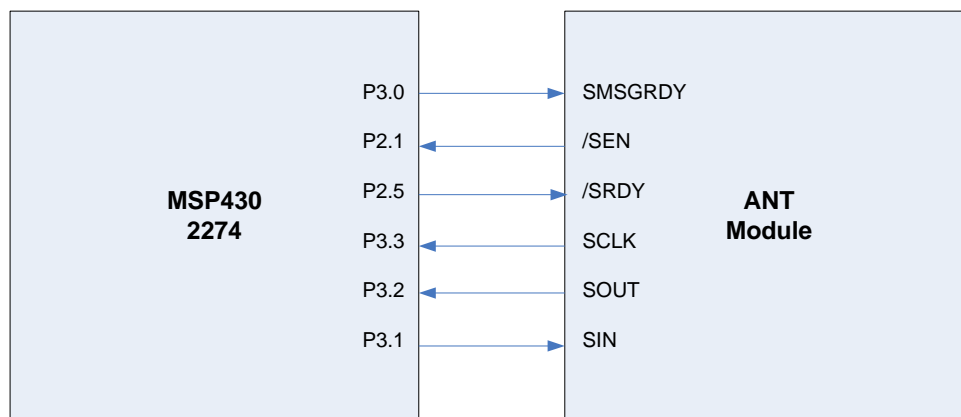 P3.0
SMSGRDY
P2.1
/SEN
MSP430
2274
P2.5
/SRDY
ANT
Module
P3.3
SCLK
P3.2
SOUT
P3.1
SIN